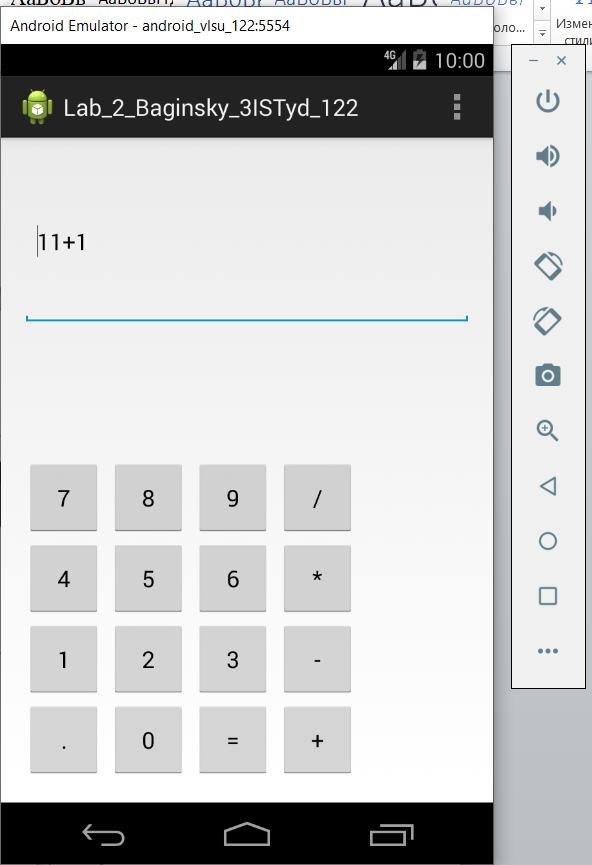 Android Emulator - android_vlsu_122:5554
оло...
Измен
стили
4G 10:00
Lab_2_Baginsky_3ISTyd_122
11+1
7 8 9 /
4 5 6 *
1 2 3 -
. 0 = +